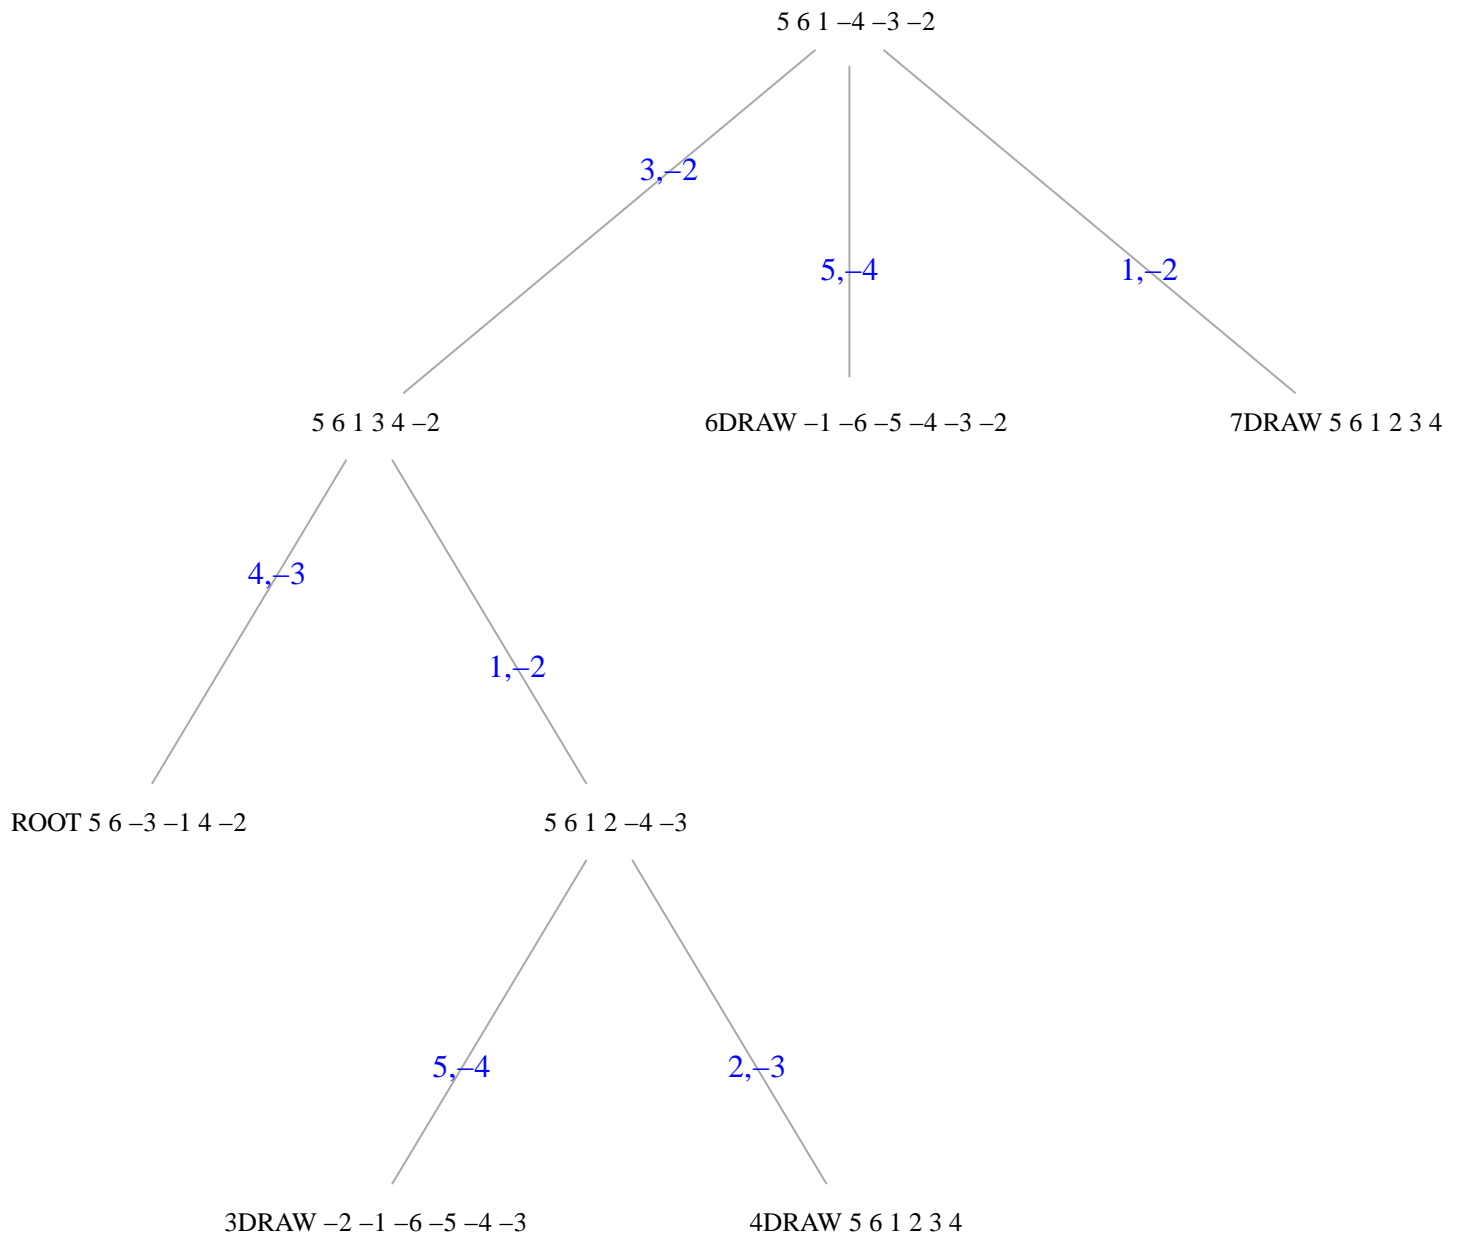 5 6 1 –4 –3 –2
3,–2
5,–4
1,–2
5 6 1 3 4 –2
6DRAW –1 –6 –5 –4 –3 –2
7DRAW 5 6 1 2 3 4
4,–3
1,–2
ROOT 5 6 –3 –1 4 –2
5 6 1 2 –4 –3
5,–4
2,–3
3DRAW –2 –1 –6 –5 –4 –3
4DRAW 5 6 1 2 3 4